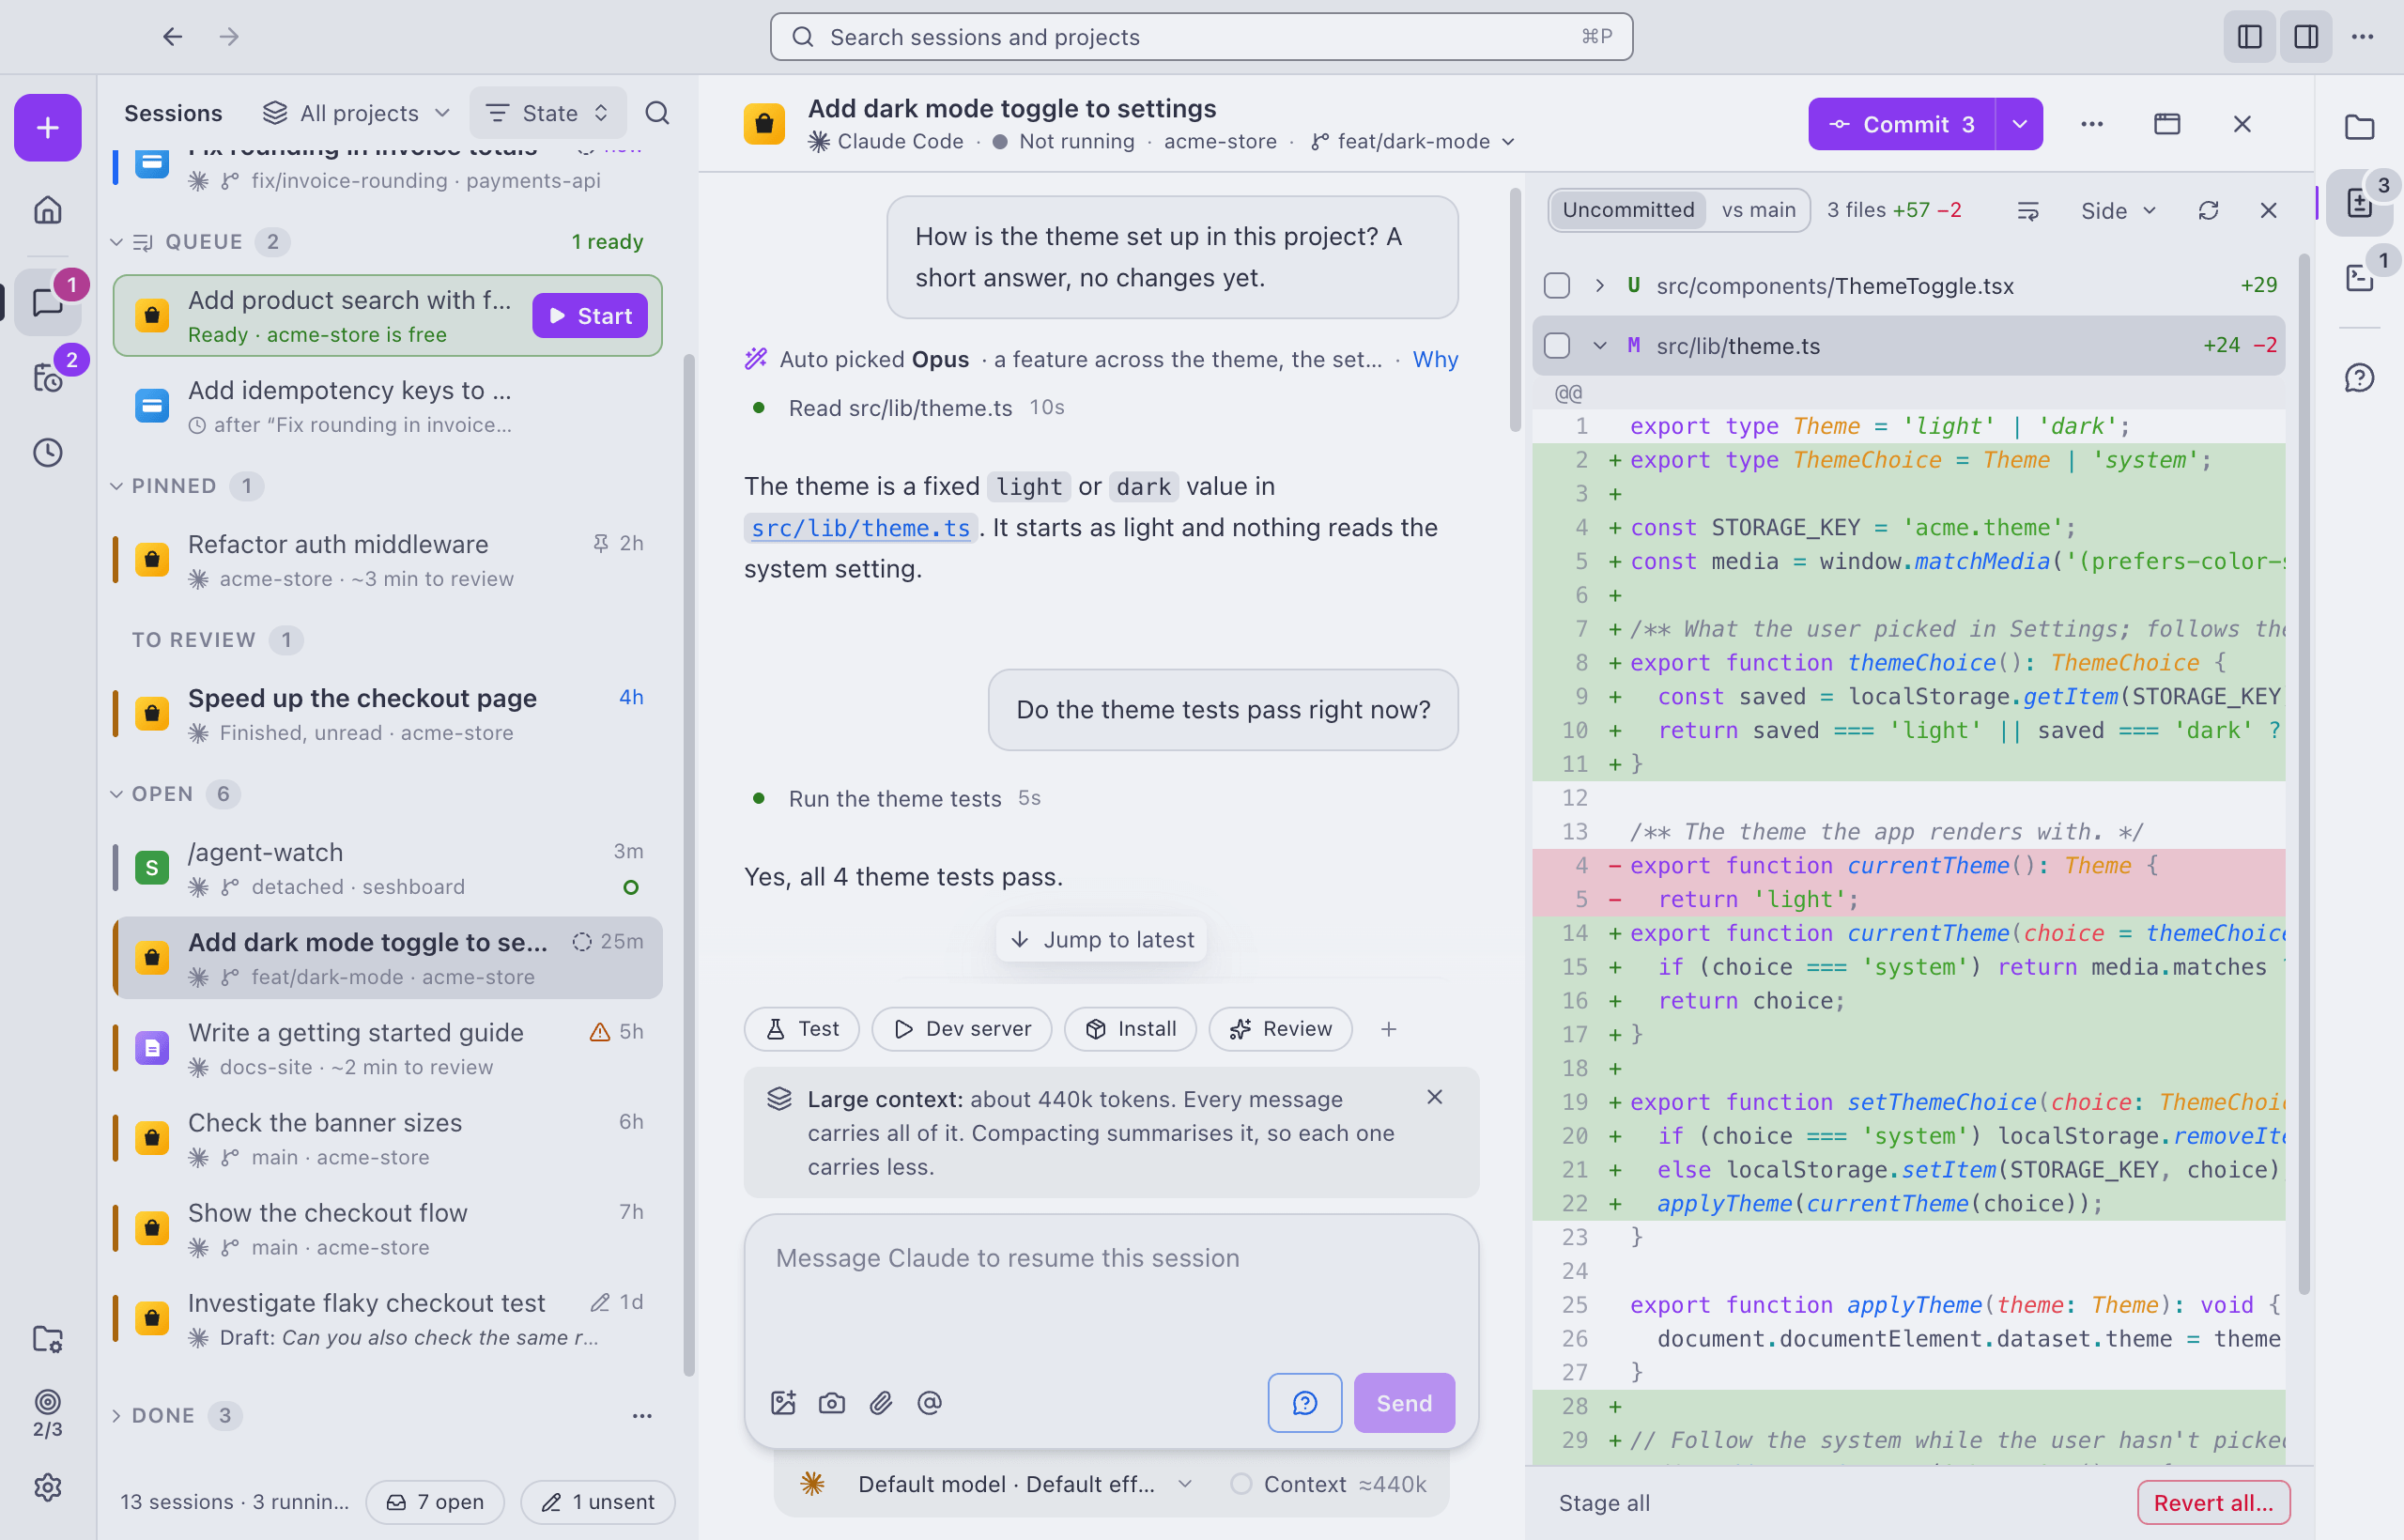 Search sessions and projects
⌘P
Sessions
All projects
State
Fix rounding in invoice totals now
fix/invoice-rounding · payments-api
QUEUE 2
1 ready
Add product search with f...
Ready · acme-store is free
Start
Add idempotency keys to ...
after “Fix rounding in invoice...
PINNED 1
Refactor auth middleware 2h
acme-store · ~3 min to review
TO REVIEW 1
Speed up the checkout page 4h
Finished, unread · acme-store
OPEN 6
/agent-watch 3m
S
detached · seshboard
Add dark mode toggle to se... 25m
feat/dark-mode · acme-store
Write a getting started guide 5h
docs-site · ~2 min to review
Check the banner sizes 6h
main · acme-store
Show the checkout flow 7h
main · acme-store
Investigate flaky checkout test 1d
Draft: Can you also check the same r...
DONE 3
13 sessions · 3 runnin...
7 open
1 unsent
1
2
2/3
Add dark mode toggle to settings
Claude Code · Not running · acme-store · feat/dark-mode
Commit 3
How is the theme set up in this project? A
short answer, no changes yet.
Auto picked Opus · a feature across the theme, the set... · Why
Read src/lib/theme.ts 10s
The theme is a fixed light or dark value in
src/lib/theme.ts. It starts as light and nothing reads the
system setting.
Do the theme tests pass right now?
Run the theme tests 5s
Yes, all 4 theme tests pass.
Jump to latest
Test
Dev server
Install
Review
Large context: about 440k tokens. Every message
carries all of it. Compacting summarises it, so each one
carries less.
Message Claude to resume this session
Send
Default model · Default eff...
Context ≈440k
Uncommitted
vs main
3 files +57 −2
Side
U src/components/ThemeToggle.tsx +29
M src/lib/theme.ts +24 −2
@@
1 export type Theme = 'light' | 'dark';
2 + export type ThemeChoice = Theme | 'system';
3 +
4 + const STORAGE_KEY = 'acme.theme';
5 + const media = window.matchMedia('(prefers-color-s
6 +
7 + /** What the user picked in Settings; follows the
8 + export function themeChoice(): ThemeChoice {
9 + const saved = localStorage.getItem(STORAGE_KEY
10 + return saved === 'light' || saved === 'dark' ?
11 + }
12
13 /** The theme the app renders with. */
4 − export function currentTheme(): Theme {
5 − return 'light';
14 + export function currentTheme(choice = themeChoice
15 + if (choice === 'system') return media.matches ?
16 + return choice;
17 + }
18 +
19 + export function setThemeChoice(choice: ThemeChoic
20 + if (choice === 'system') localStorage.removeIte
21 + else localStorage.setItem(STORAGE_KEY, choice)
22 + applyTheme(currentTheme(choice));
23 }
24
25 export function applyTheme(theme: Theme): void {
26 document.documentElement.dataset.theme = theme
27 }
28 +
29 + // Follow the system while the user hasn't picked
Stage all
Revert all...
3
1